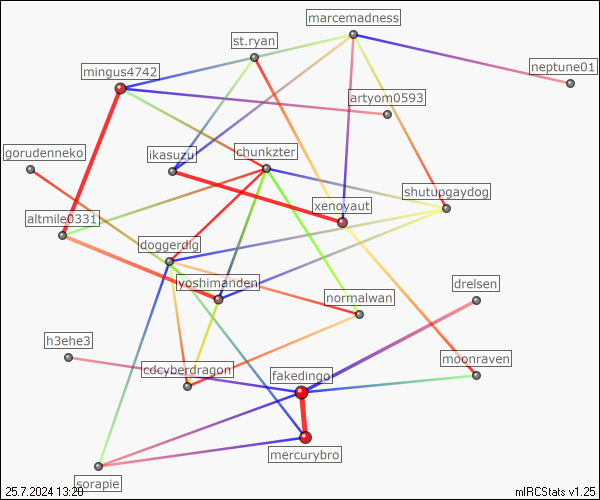 marcemadness
st.ryan
neptune01
mingus4742
artyom0593
gorudenneko
ikasuzu
chunkzter
shutupgaydog
xenoyaut
altmile0331
doggerdig
yoshimanden
drelsen
normalwan
h3ehe3
moonraven
cdcyberdragon
fakedingo
mercurybro
sorapie
25.7.2024 13:20
mIRCStats v1.25